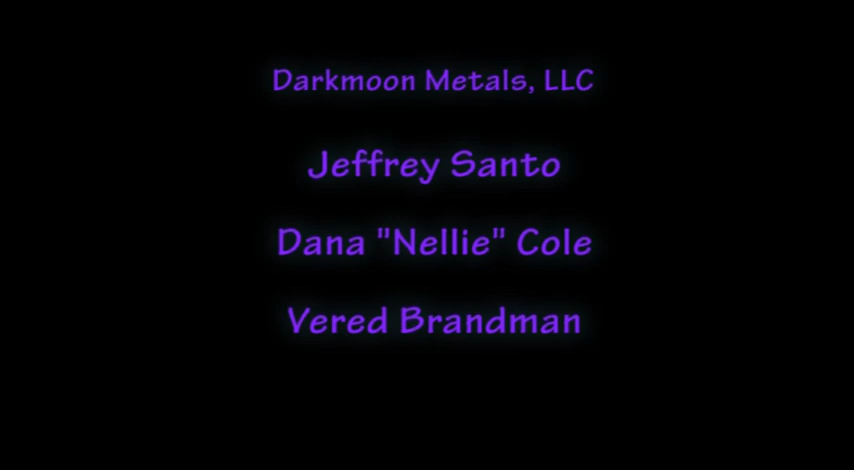 Darkmoon Metals, LLC
Jeffrey Santo
Dana "Nellie" Cole
Vered Brandman